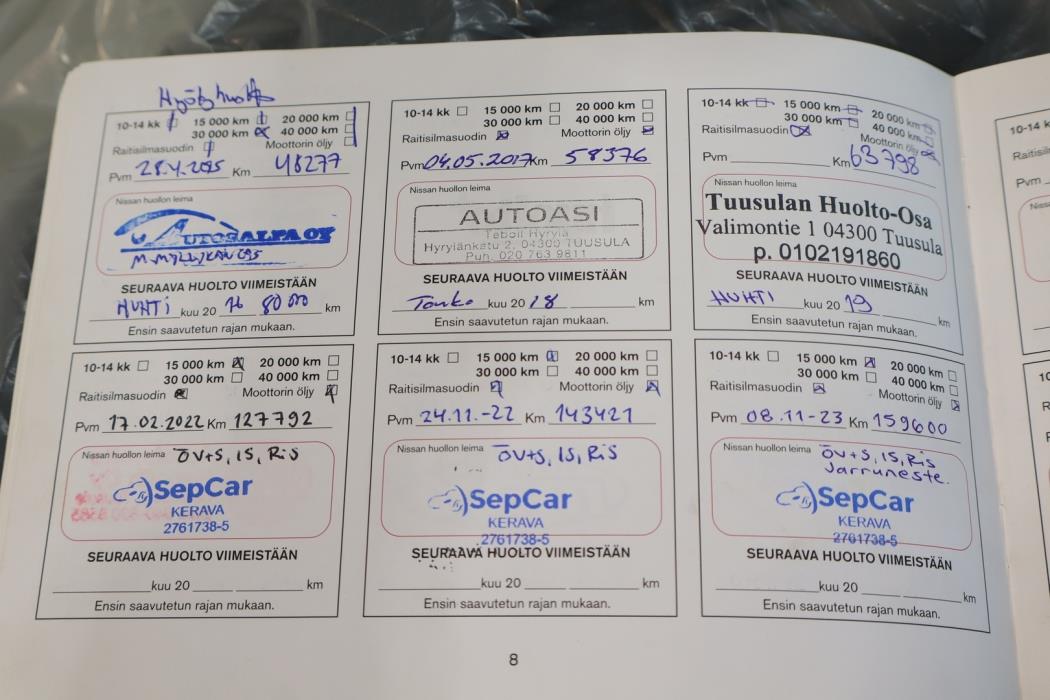 10-14 kk 15 000 km 20 000 km
30 000 km 40 000 km
Raitisilmasuodin Moottorin öljy
Pvm 28.4.2015 Km 48277
Nissan huollon leima
AUTOSALPA OY
SEURAAVA HUOLTO VIIMEISTÄÄN
HUHTI kuu 20 16 80 000 km
Ensin saavutetun rajan mukaan.
10-14 kk 15 000 km 20 000 km
30 000 km 40 000 km
Raitisilmasuodin Moottorin öljy
Pvm 04.05.2017 Km 58376
Nissan huollon leima
AUTOASI
Teboil Hyrylä
Hyrylänkatu 2, 04300 TUUSULA
Puh. 020 763 9811
SEURAAVA HUOLTO VIIMEISTÄÄN
Touko kuu 20 18 km
Ensin saavutetun rajan mukaan.
10-14 kk 15 000 km 20 000 km
30 000 km 40 000 km
Raitisilmasuodin Moottorin öljy
Pvm Km 63798
Nissan huollon leima
Tuusulan Huolto-Osa
Valimontie 1 04300 Tuusula
p. 0102191860
SEURAAVA HUOLTO VIIMEISTÄÄN
HUHTI kuu 20 19 km
Ensin saavutetun rajan mukaan.
10-14 kk 15 000 km 20 000 km
30 000 km 40 000 km
Raitisilmasuodin Moottorin öljy
Pvm 17.02.2022 Km 127792
Nissan huollon leima ÖV+S, IS, RiS
SepCar
KERAVA
2761738-5
SEURAAVA HUOLTO VIIMEISTÄÄN
kuu 20 km
Ensin saavutetun rajan mukaan.
10-14 kk 15 000 km 20 000 km
30 000 km 40 000 km
Raitisilmasuodin Moottorin öljy
Pvm 24.11.-22 Km 143421
Nissan huollon leima ÖV+S, IS, RiS
SepCar
KERAVA
2761738-5
SEURAAVA HUOLTO VIIMEISTÄÄN
kuu 20 km
Ensin saavutetun rajan mukaan.
10-14 kk 15 000 km 20 000 km
30 000 km 40 000 km
Raitisilmasuodin Moottorin öljy
Pvm 08.11-23 Km 159600
Nissan huollon leima ÖV+S, IS, RiS
Jarruneste.
SepCar
KERAVA
2761738-5
SEURAAVA HUOLTO VIIMEISTÄÄN
kuu 20 km
Ensin saavutetun rajan mukaan.
8